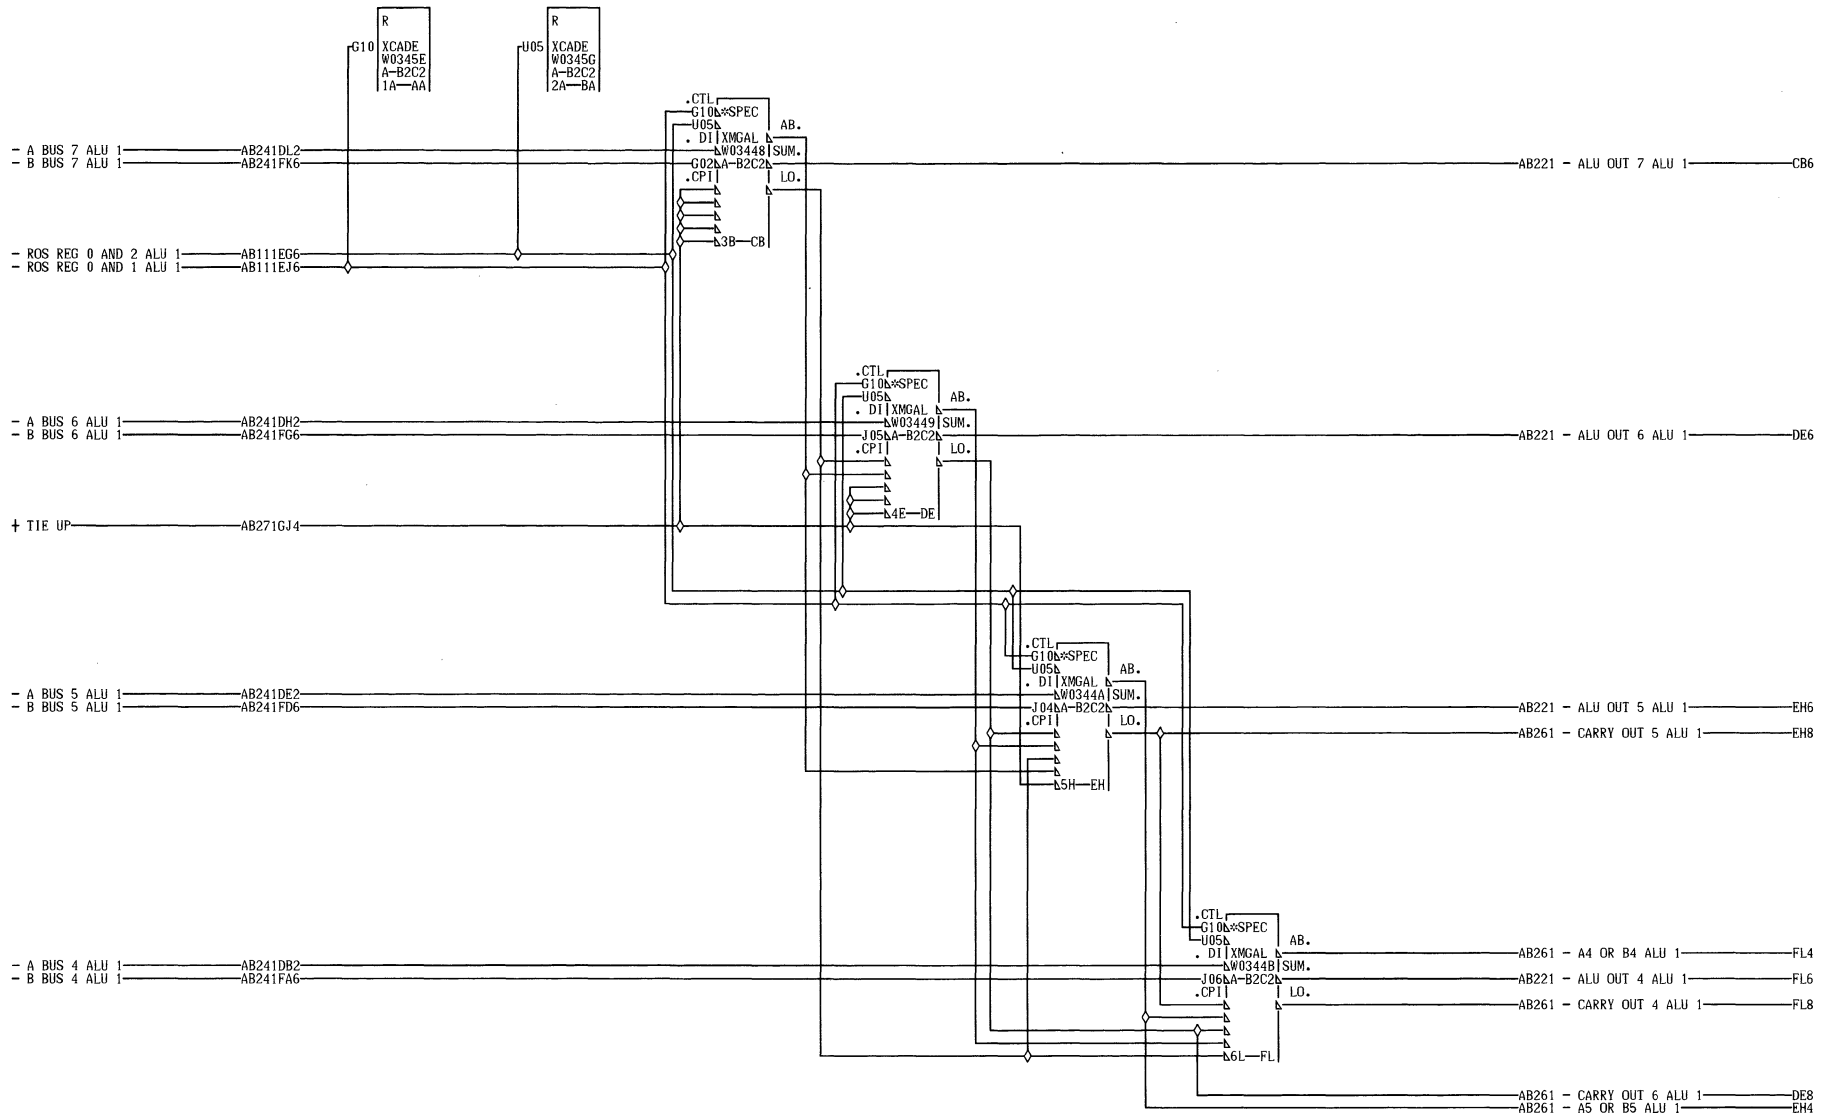 R R
G10 XCADE U05 XCADE
W0345E W0345G
A-B2C2 A-B2C2
1A—AA 2A—BA
.CTL
G10 *SPEC
U05 AB.
. DI XMGAL
- A BUS 7 ALU 1 AB241DL2 W03448 SUM.
- B BUS 7 ALU 1 AB241FK6 G02 A-B2C2 AB221 - ALU OUT 7 ALU 1 CB6
.CPI LO.
3B—CB
- ROS REG 0 AND 2 ALU 1 AB111EG6
- ROS REG 0 AND 1 ALU 1 AB111EJ6
.CTL
G10 *SPEC
U05 AB.
. DI XMGAL
- A BUS 6 ALU 1 AB241DH2 W03449 SUM.
- B BUS 6 ALU 1 AB241FG6 J05 A-B2C2 AB221 - ALU OUT 6 ALU 1 DE6
.CPI LO.
4E—DE
+ TIE UP AB271GJ4
.CTL
G10 *SPEC
U05 AB.
. DI XMGAL
- A BUS 5 ALU 1 AB241DE2 W0344A SUM.
- B BUS 5 ALU 1 AB241FD6 J04 A-B2C2 AB221 - ALU OUT 5 ALU 1 EH6
.CPI LO.
AB261 - CARRY OUT 5 ALU 1 EH8
5H—EH
.CTL
G10 *SPEC
U05 AB.
. DI XMGAL AB261 - A4 OR B4 ALU 1 FL4
- A BUS 4 ALU 1 AB241DB2 W0344B SUM.
- B BUS 4 ALU 1 AB241FA6 J06 A-B2C2 AB221 - ALU OUT 4 ALU 1 FL6
.CPI LO.
AB261 - CARRY OUT 4 ALU 1 FL8
6L—FL
AB261 - CARRY OUT 6 ALU 1 DE8
AB261 - A5 OR B5 ALU 1 EH4